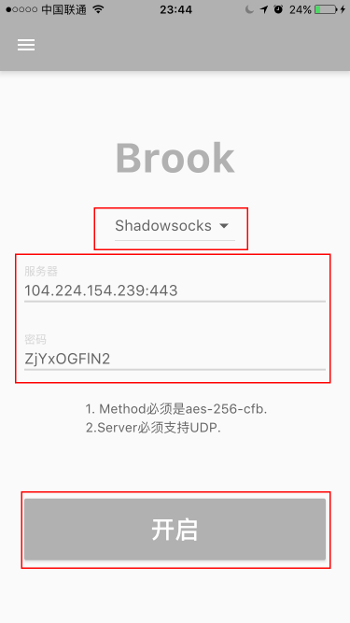 中国联通
23:44
24%
Brook
Shadowsocks
服务器
104.224.154.239:443
密码
ZjYxOGFlN2
1. Method必须是aes-256-cfb.
2.Server必须支持UDP.
开启